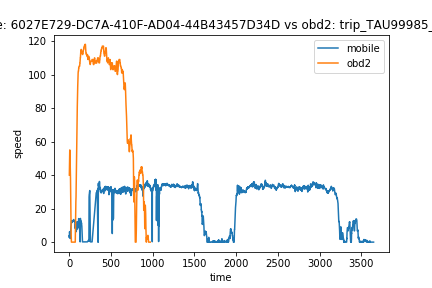 e: 6027E729-DC7A-410F-AD04-44B43457D34D vs obd2: trip_TAU99985_
mobile
obd2
speed
120
100
80
60
40
20
0
0 500 1000 1500 2000 2500 3000 3500
time